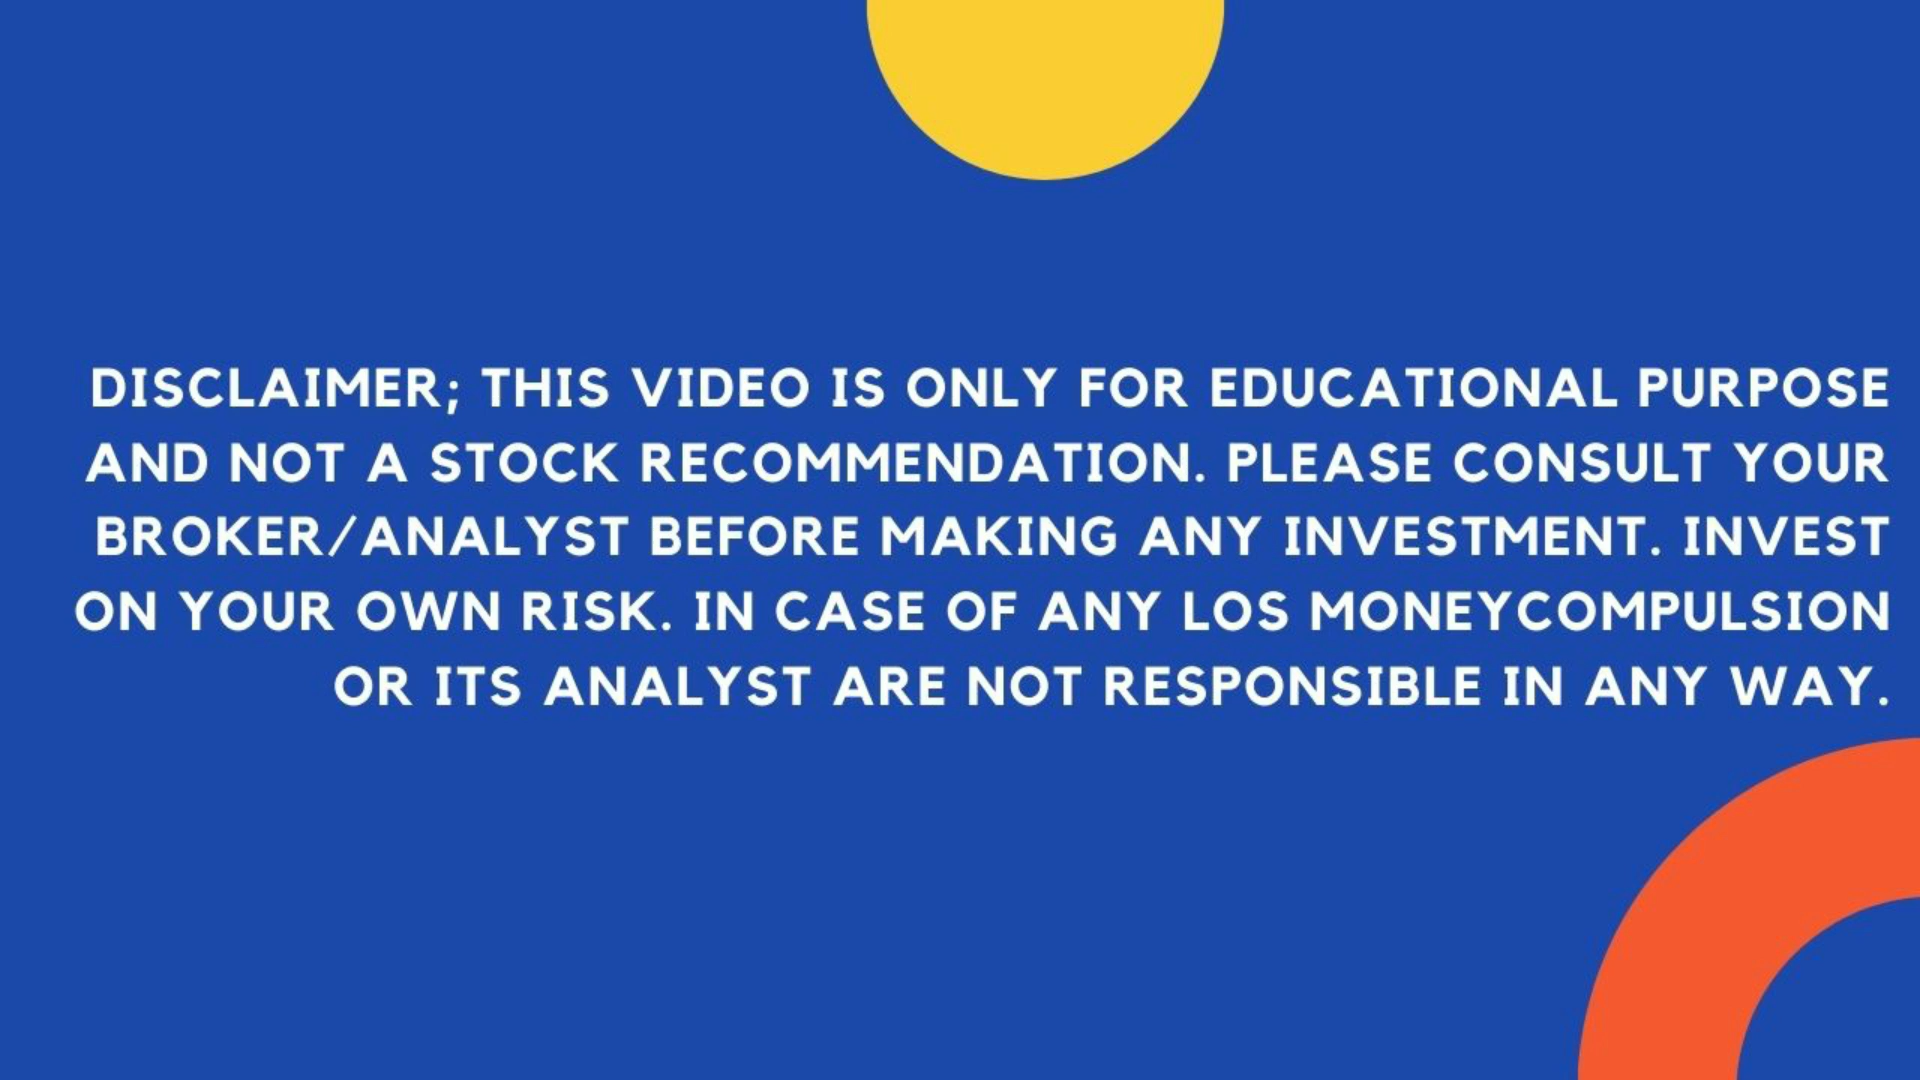 DISCLAIMER; THIS VIDEO IS ONLY FOR EDUCATIONAL PURPOSE
AND NOT A STOCK RECOMMENDATION. PLEASE CONSULT YOUR
BROKER/ANALYST BEFORE MAKING ANY INVESTMENT. INVEST
ON YOUR OWN RISK. IN CASE OF ANY LOS MONEYCOMPULSION
OR ITS ANALYST ARE NOT RESPONSIBLE IN ANY WAY.